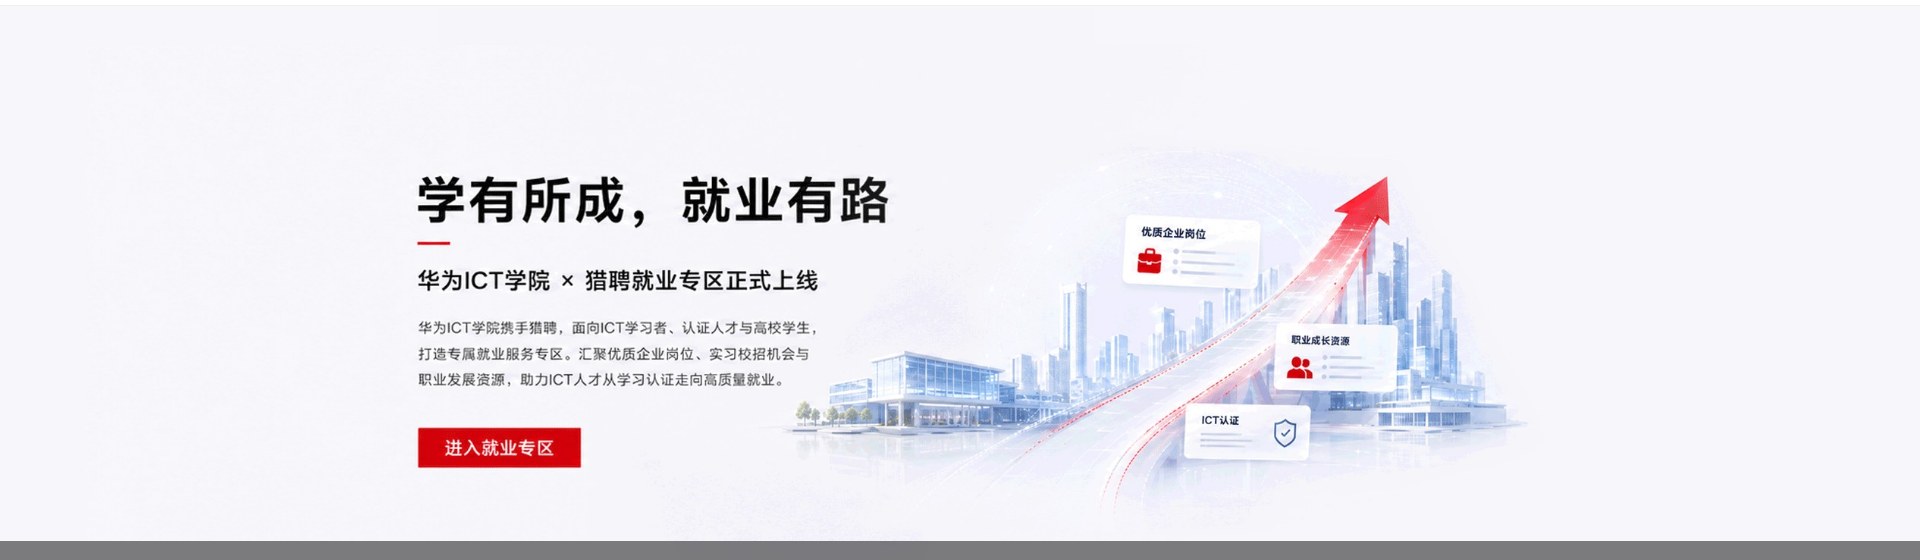 学有所成，就业有路
华为ICT学院 × 猎聘就业专区正式上线
华为ICT学院携手猎聘，面向ICT学习者、认证人才与高校学生，
打造专属就业服务专区。汇聚优质企业岗位、实习校招机会与
职业发展资源，助力ICT人才从学习认证走向高质量就业。
进入就业专区
优质企业岗位
职业成长资源
ICT认证